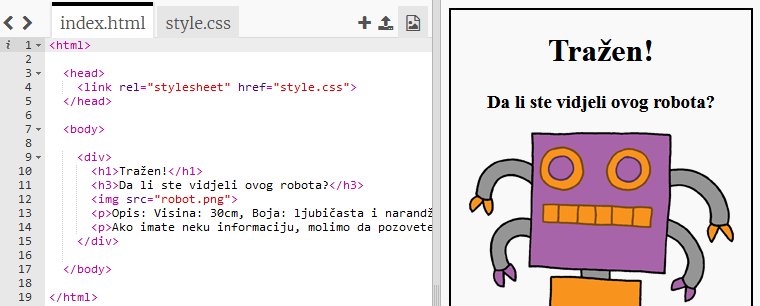 index.html style.css
1 <html>
2
3 <head>
4 <link rel="stylesheet" href="style.css">
5 </head>
6
7 <body>
8
9 <div>
10 <h1>Tražen!</h1>
11 <h3>Da li ste vidjeli ovog robota?</h3>
12 <img src="robot.png">
13 <p>Opis: Visina: 30cm, Boja: ljubičasta i narandž
14 <p>Ako imate neku informaciju, molimo da pozovete
15 </div>
16
17 </body>
18
19 </html>
Tražen!
Da li ste vidjeli ovog robota?